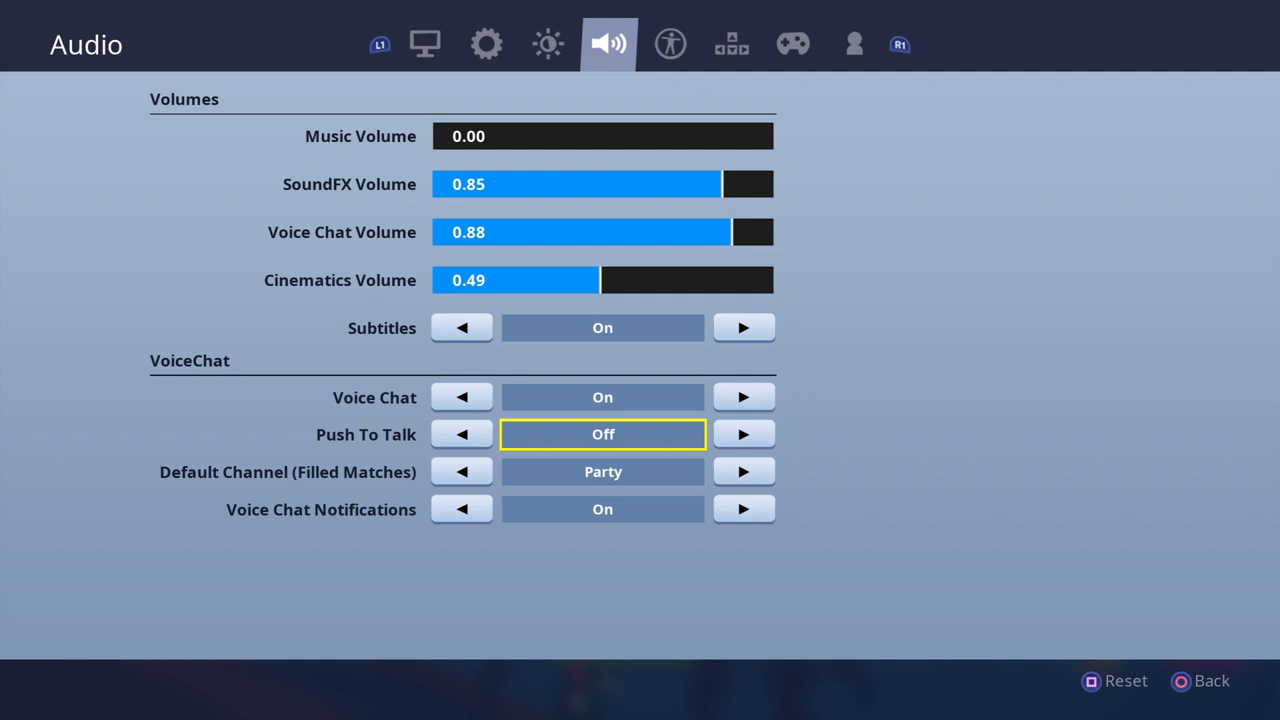 Audio
L1
R1
Volumes
Music Volume 0.00
SoundFX Volume 0.85
Voice Chat Volume 0.88
Cinematics Volume 0.49
Subtitles On
VoiceChat
Voice Chat On
Push To Talk Off
Default Channel (Filled Matches) Party
Voice Chat Notifications On
Reset Back